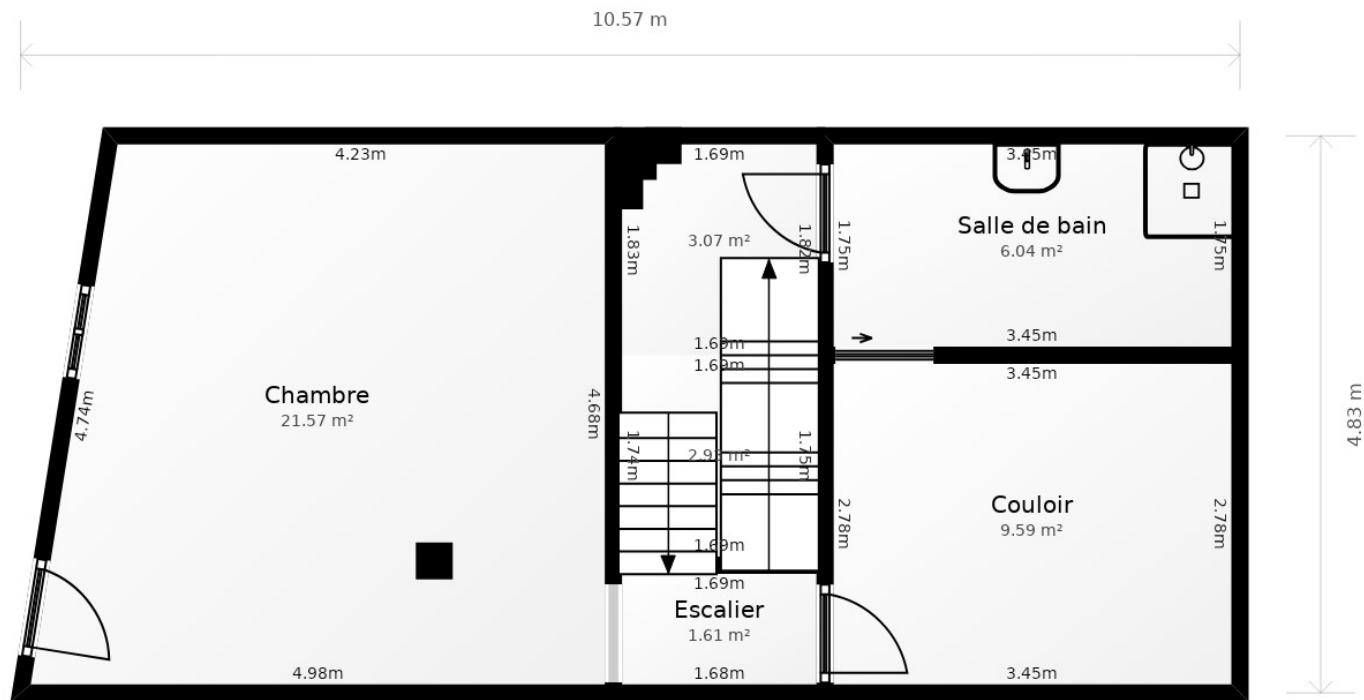 10.57 m
4.23m
1.69m
3.45m
Salle de bain
6.04 m²
1.83m
3.07 m²
1.82m
1.75m
1.75m
1.69m
3.45m
1.69m
3.45m
4.83 m
Chambre
21.57 m²
4.74m
4.68m
1.74m
1.75m
Couloir
9.59 m²
2.78m
2.78m
1.69m
1.69m
Escalier
1.61 m²
4.98m
1.68m
3.45m